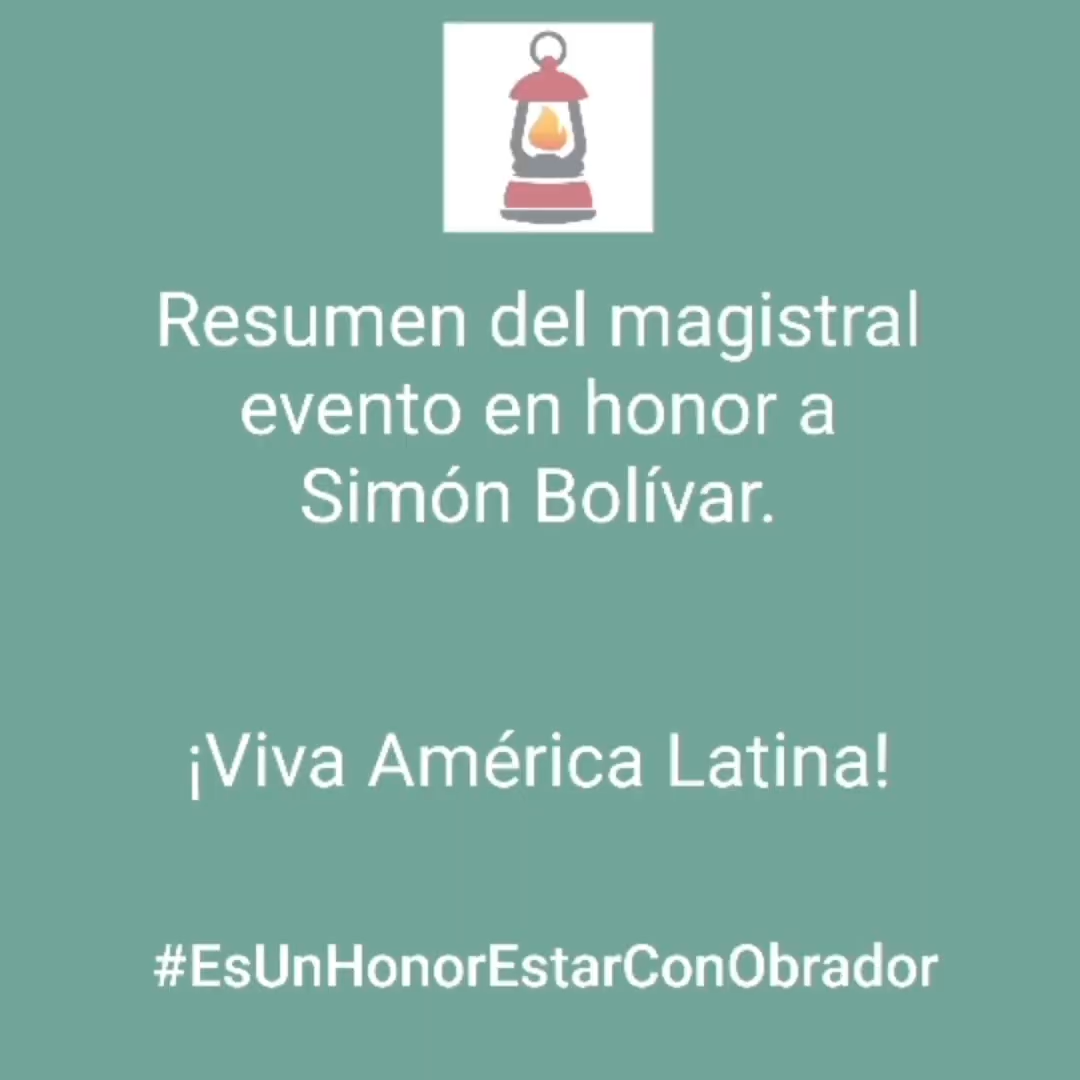 Resumen del magistral
evento en honor a
Simón Bolívar.
¡Viva América Latina!
#EsUnHonorEstarConObrador